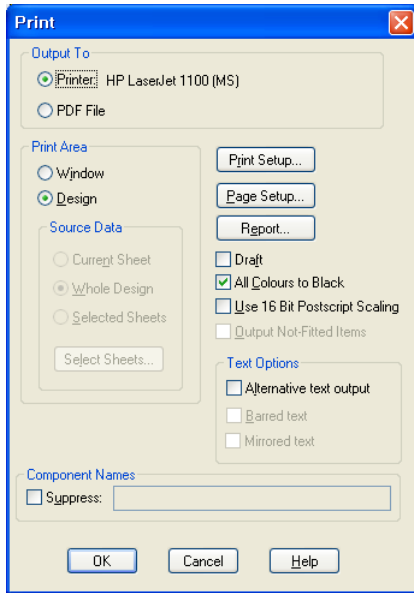 Print
Output To
Printer: HP LaserJet 1100 (MS)
PDF File
Print Area
Window
Design
Source Data
Current Sheet
Whole Design
Selected Sheets
Select Sheets...
Print Setup...
Page Setup...
Report...
Draft
All Colours to Black
Use 16 Bit Postscript Scaling
Output Not-Fitted Items
Text Options
Alternative text output
Barred text
Mirrored text
Component Names
Suppress:
OK Cancel Help